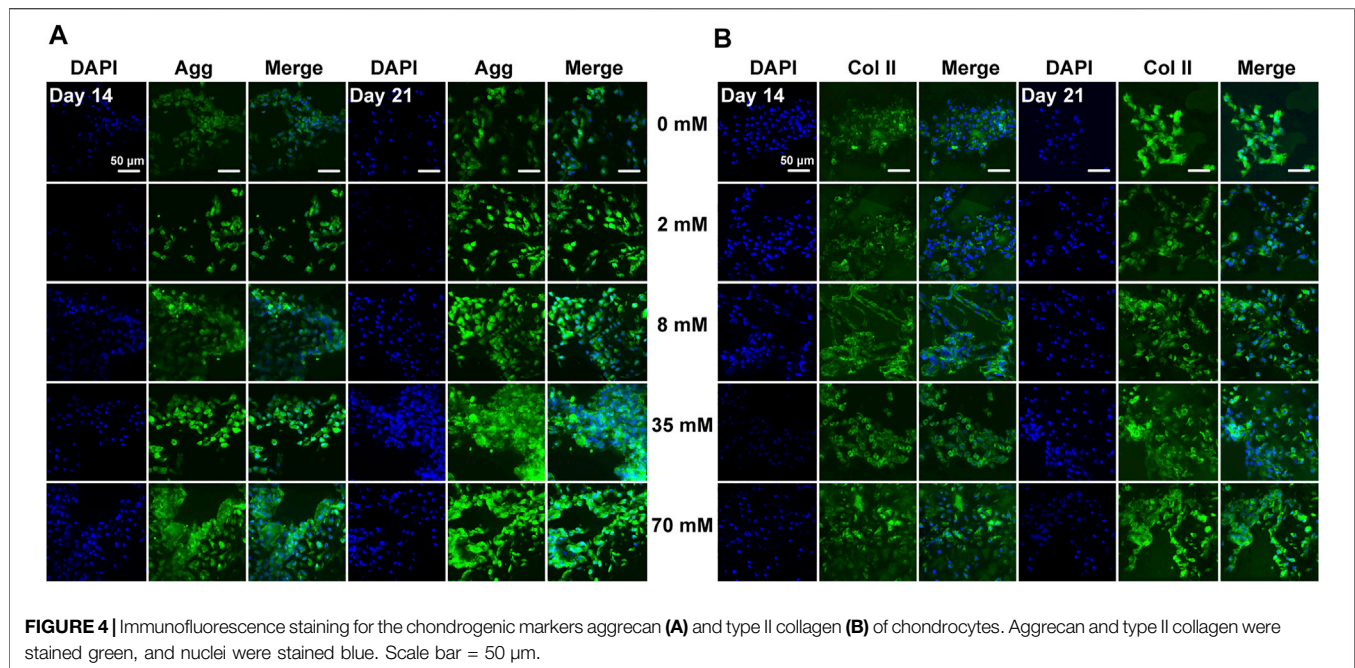 A
B
DAPI Agg Merge DAPI Agg Merge
DAPI Col II Merge DAPI Col II Merge
Day 14 Day 21
Day 14 Day 21
50 µm
50 µm
0 mM
2 mM
8 mM
35 mM
70 mM
FIGURE 4 | Immunofluorescence staining for the chondrogenic markers aggrecan (A) and type II collagen (B) of chondrocytes. Aggrecan and type II collagen were
stained green, and nuclei were stained blue. Scale bar = 50 µm.